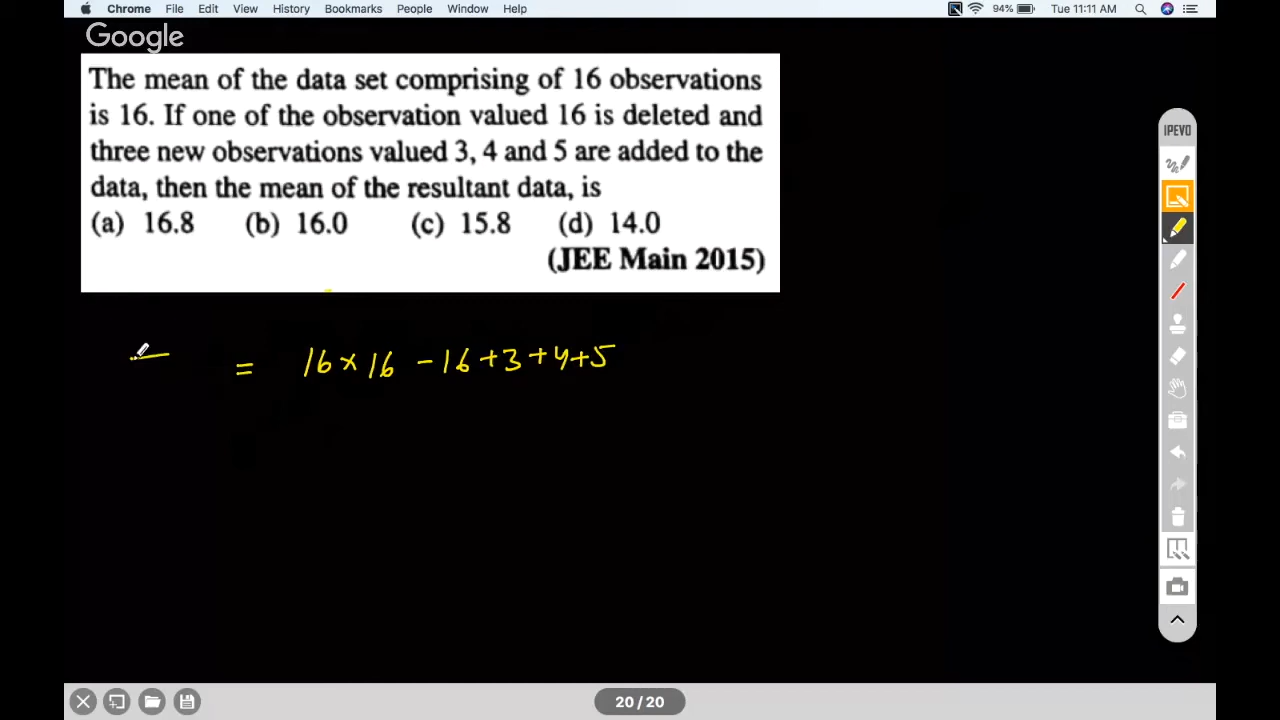 Chrome File Edit View History Bookmarks People Window Help 94% Tue 11:11 AM
Google
The mean of the data set comprising of 16 observations
is 16. If one of the observation valued 16 is deleted and
three new observations valued 3, 4 and 5 are added to the
data, then the mean of the resultant data, is
(a) 16.8 (b) 16.0 (c) 15.8 (d) 14.0
(JEE Main 2015)
= 16 × 16 - 16 + 3 + 4 + 5
IPEVO
20 / 20